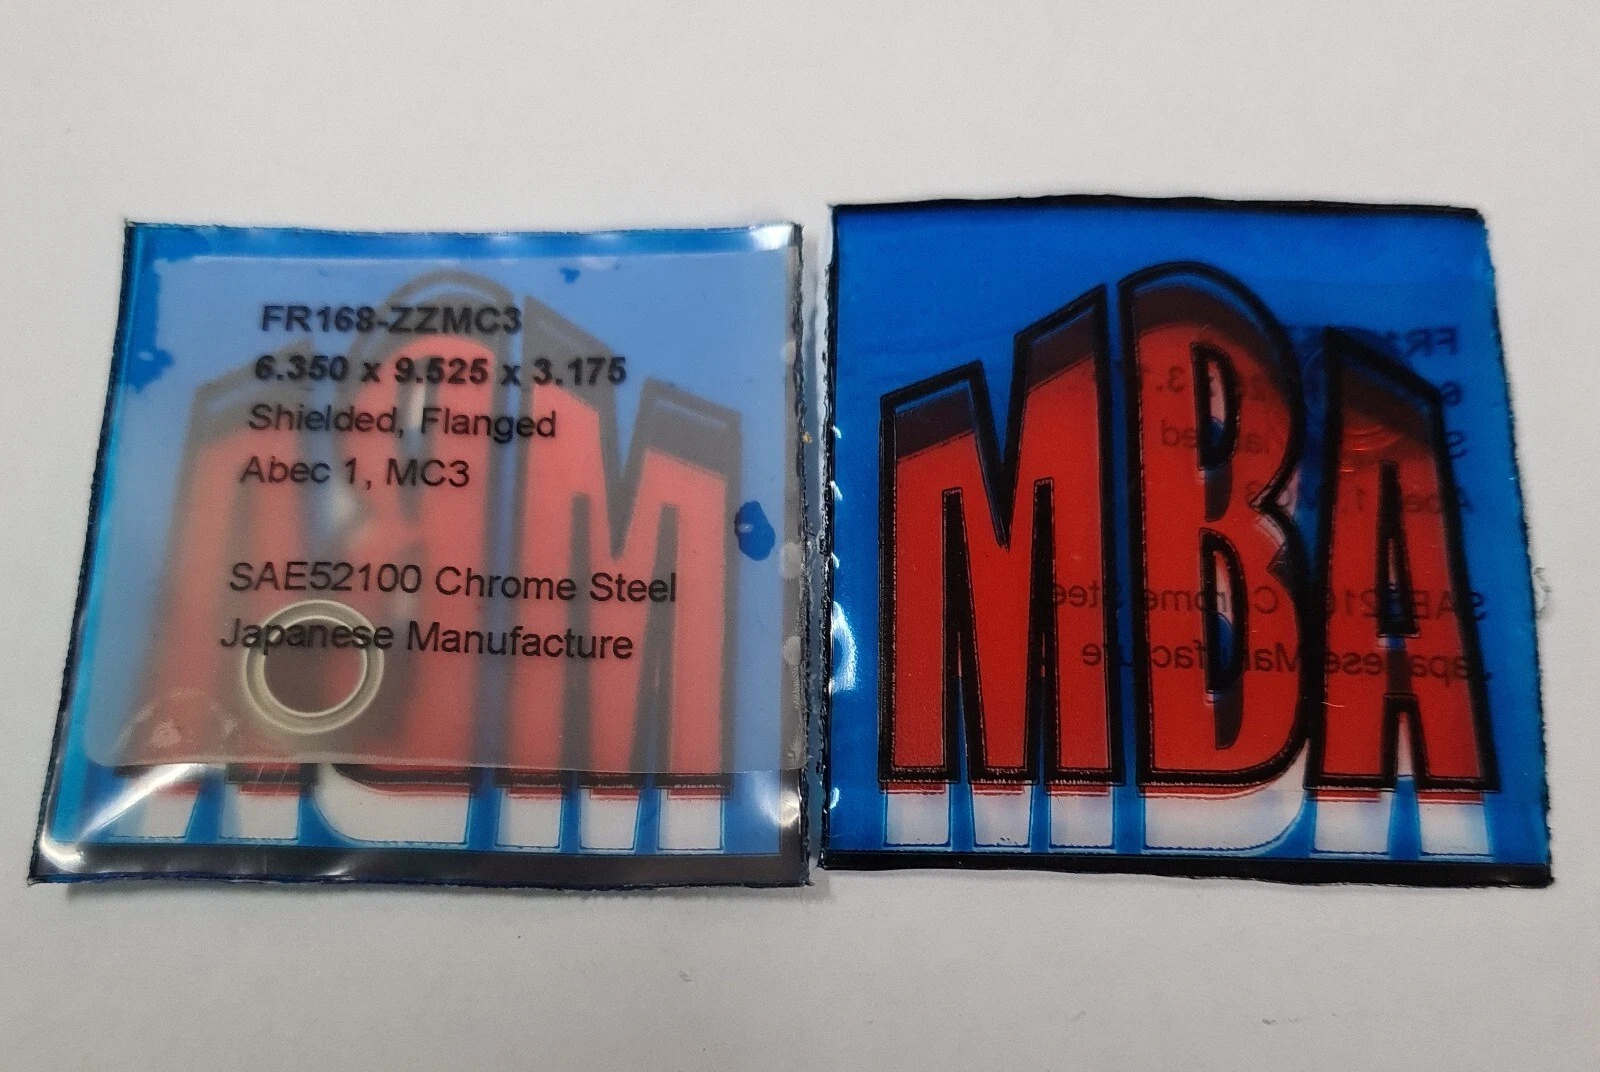 FR168-ZZMC3
6.350 x 9.525 x 3.175
Shielded, Flanged
Abec 1, MC3
SAE52100 Chrome Steel
Japanese Manufacture
MBA